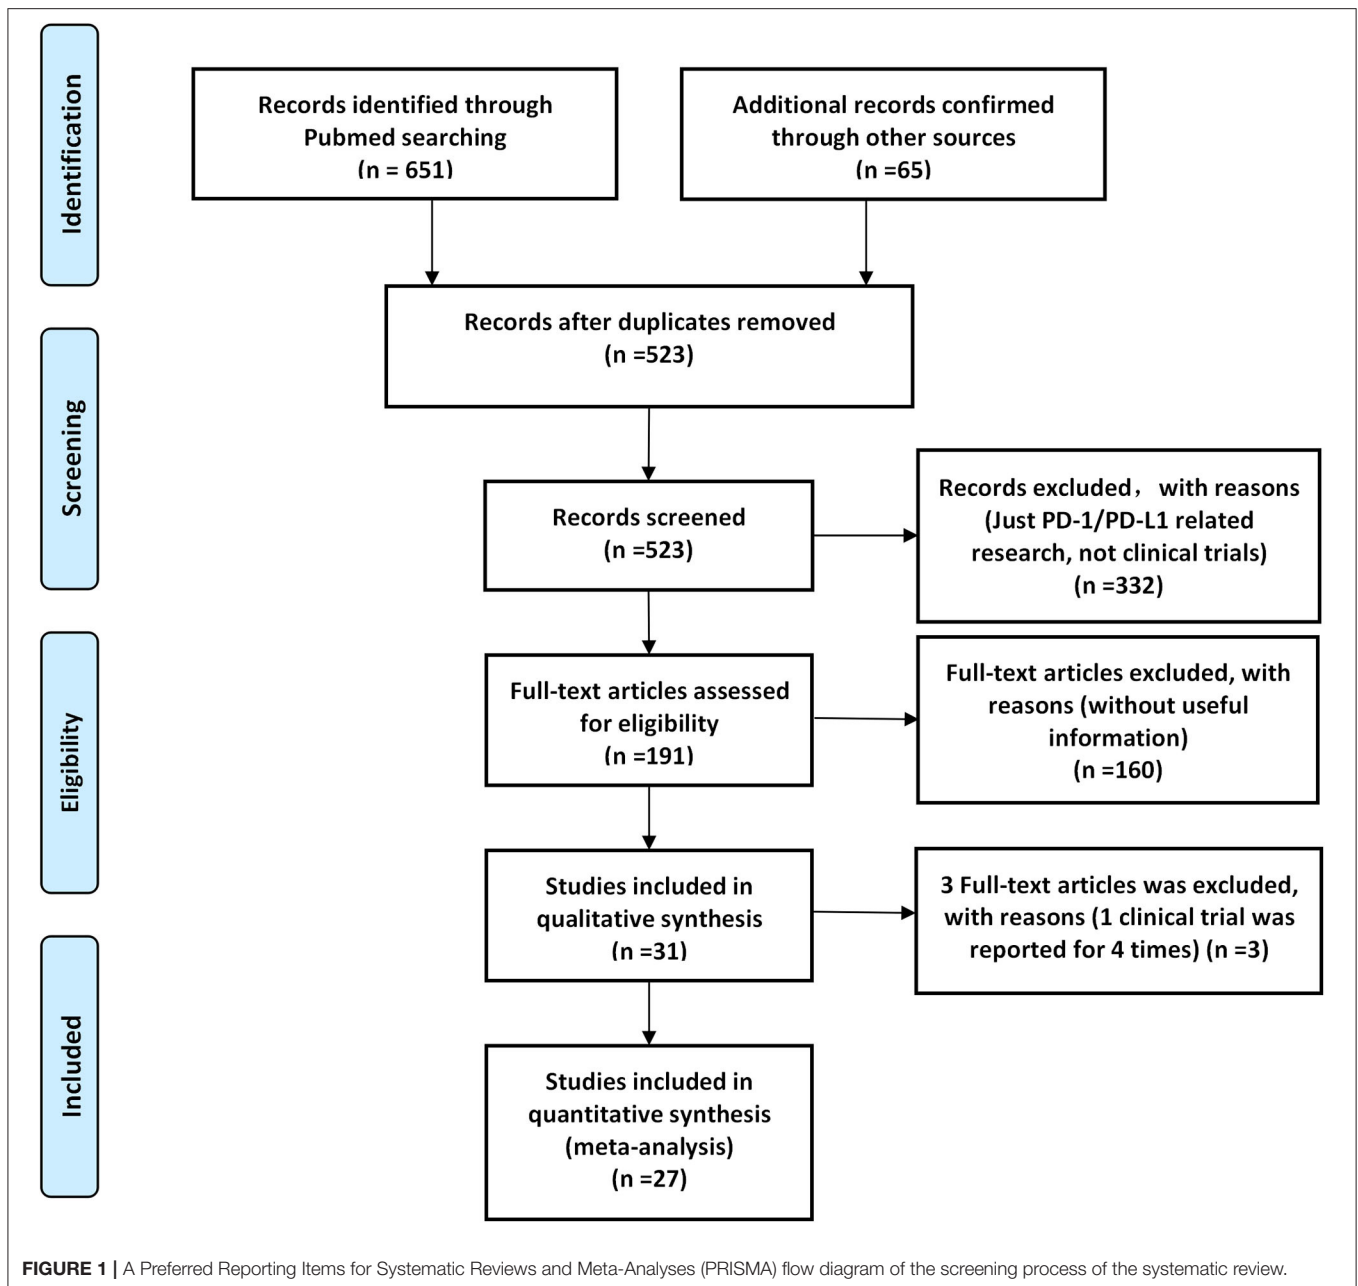 Identification
Records identified through
Pubmed searching
(n = 651)
Additional records confirmed
through other sources
(n =65)
Records after duplicates removed
(n =523)
Screening
Records screened
(n =523)
Records excluded， with reasons
(Just PD-1/PD-L1 related
research, not clinical trials)
(n =332)
Eligibility
Full-text articles assessed
for eligibility
(n =191)
Full-text articles excluded, with
reasons (without useful
information)
(n =160)
Studies included in
qualitative synthesis
(n =31)
3 Full-text articles was excluded,
with reasons (1 clinical trial was
reported for 4 times) (n =3)
Included
Studies included in
quantitative synthesis
(meta-analysis)
(n =27)
FIGURE 1 | A Preferred Reporting Items for Systematic Reviews and Meta-Analyses (PRISMA) flow diagram of the screening process of the systematic review.